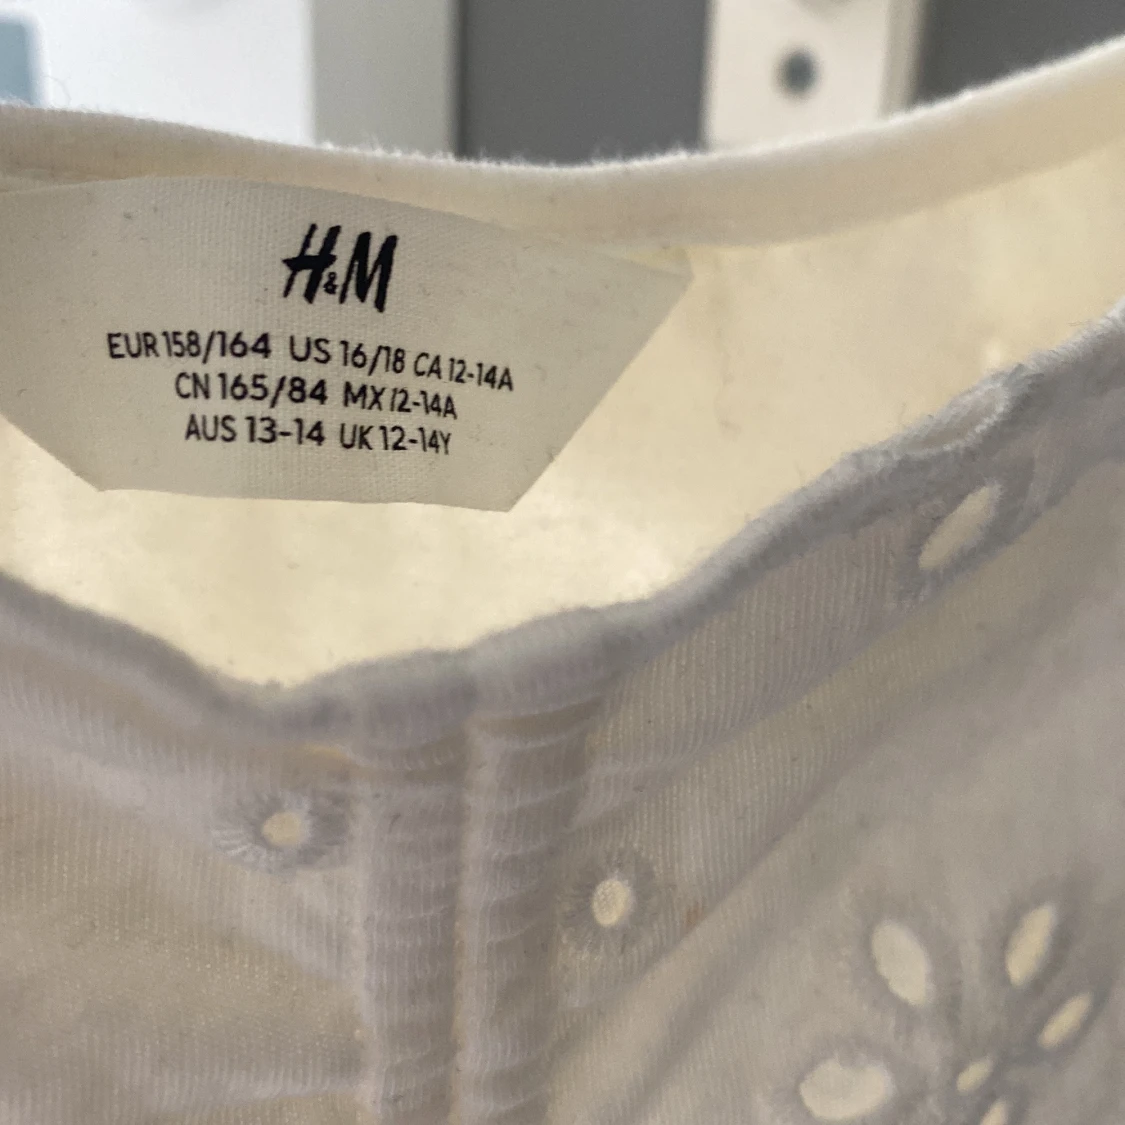 H&M
EUR 158/164 US 16/18 CA 12-14A
CN 165/84 MX 12-14A
AUS 13-14 UK 12-14Y